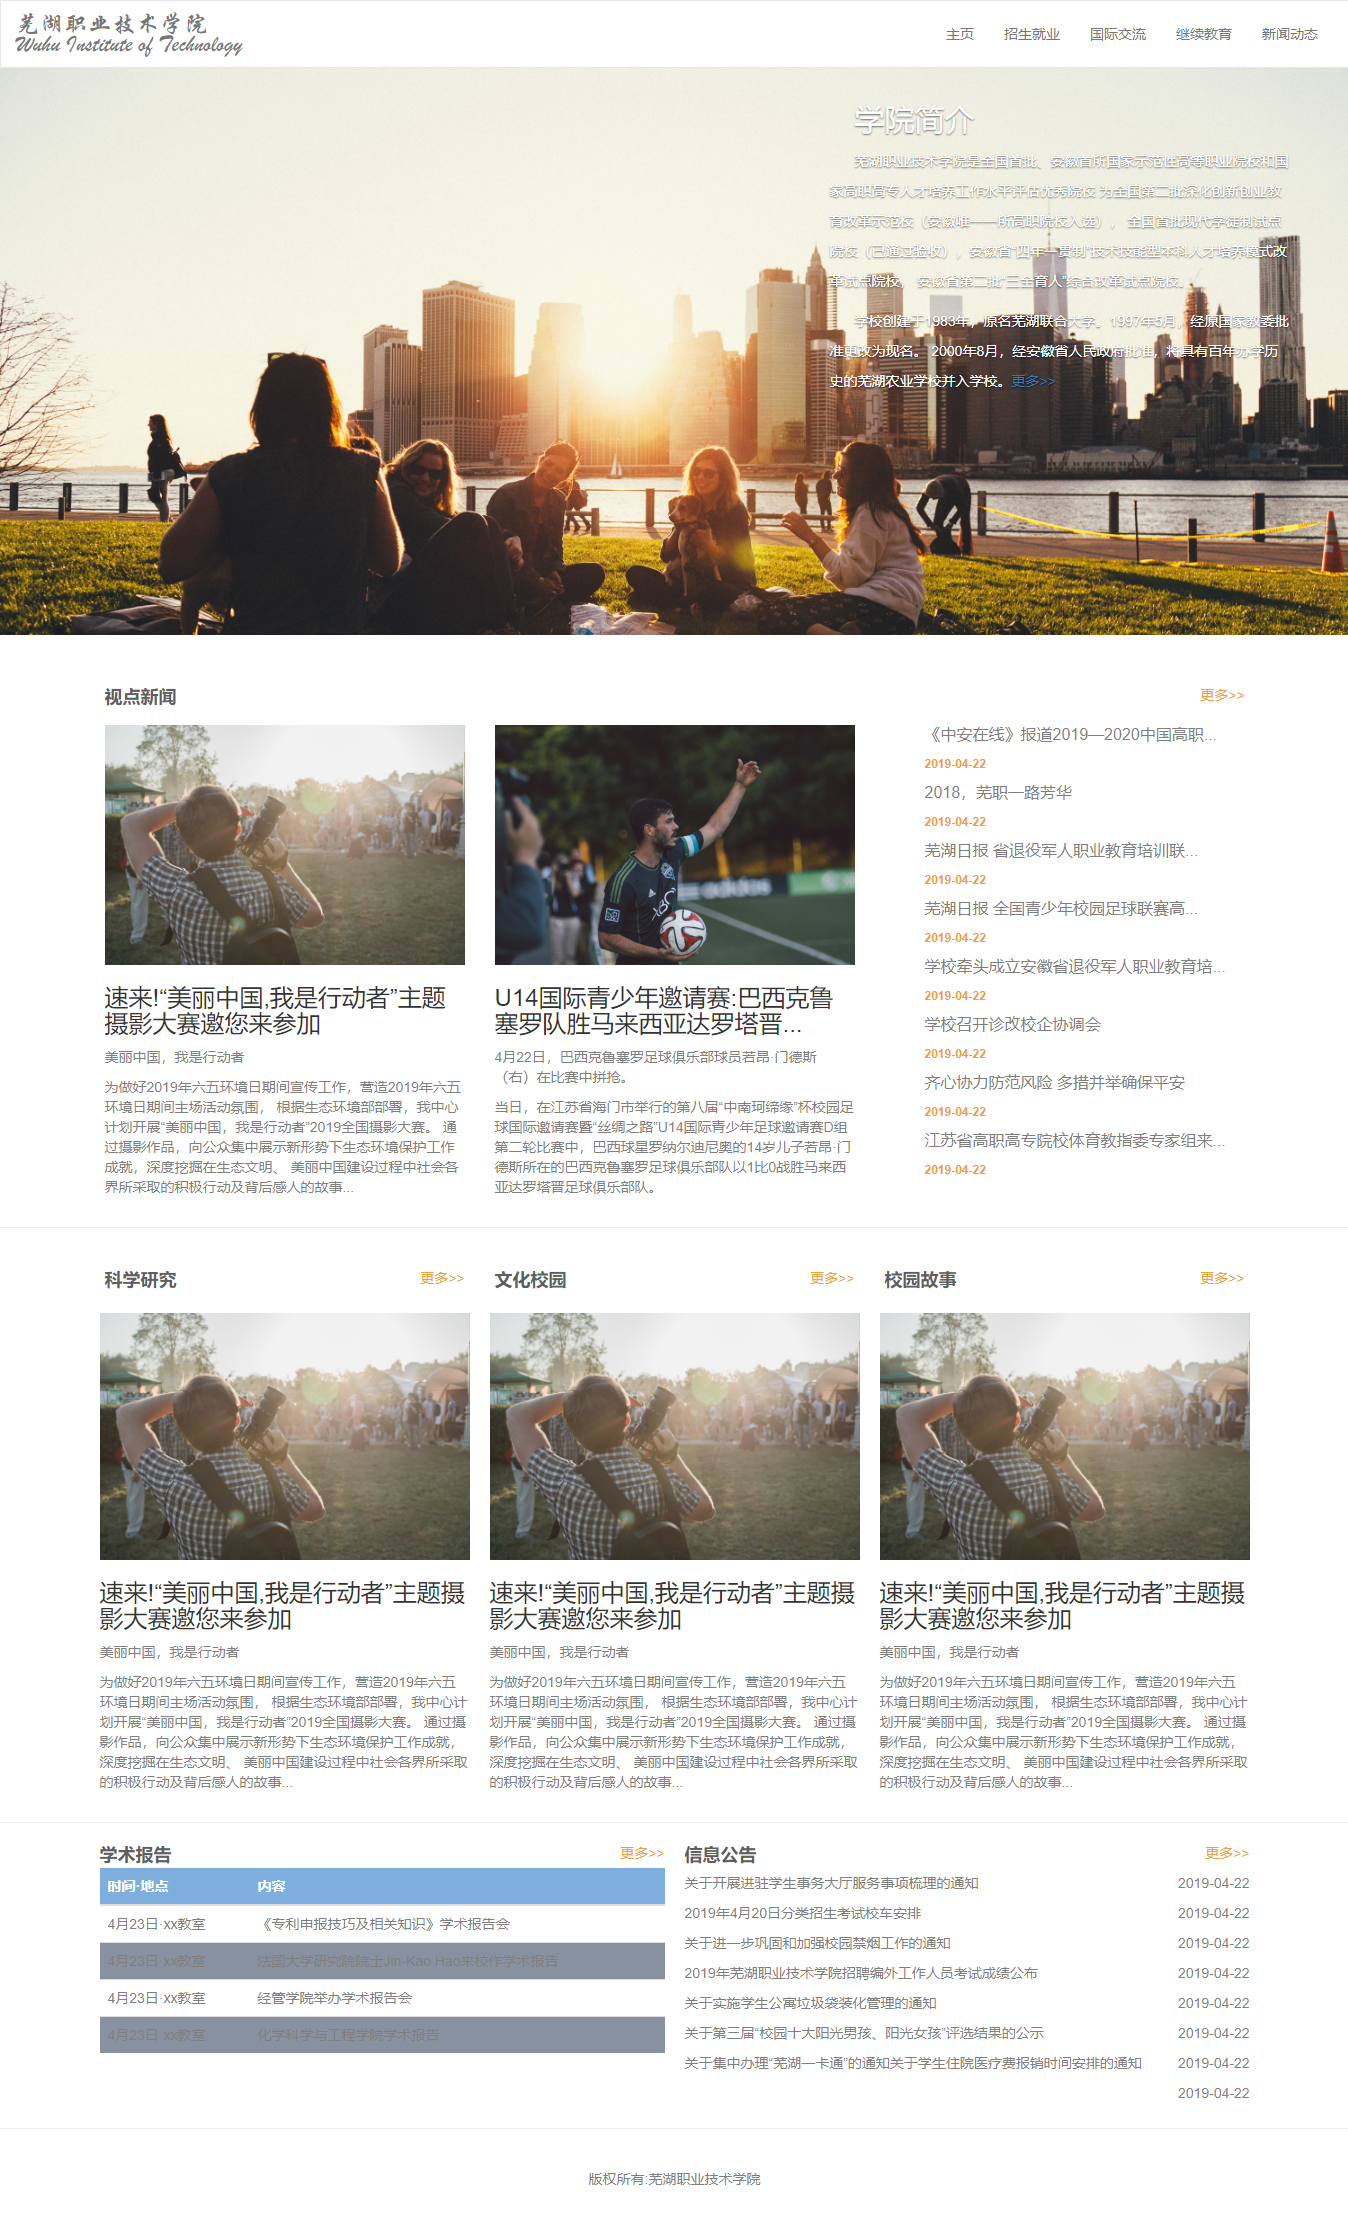 芜湖职业技术学院
Wuhu Institute of Technology
主页 招生就业 国际交流 继续教育 新闻动态
学院简介
芜湖职业技术学院是全国首批、安徽首所国家示范性高等职业院校和国
家高职高专人才培养工作水平评估优秀院校 为全国第二批深化创新创业教
育改革示范校（安徽唯一一所高职院校入选）， 全国首批现代学徒制试点
院校（已通过验收），安徽省“四年一贯制”技术技能型本科人才培养模式改
革试点院校， 安徽省第二批“三全育人”综合改革试点院校。
学校创建于1983年，原名芜湖联合大学。1997年5月，经原国家教委批
准更改为现名。 2000年8月，经安徽省人民政府批准，将具有百年办学历
史的芜湖农业学校并入学校。更多>>
视点新闻
更多>>
速来!“美丽中国,我是行动者”主题
摄影大赛邀您来参加
美丽中国，我是行动者
为做好2019年六五环境日期间宣传工作，营造2019年六五
环境日期间主场活动氛围， 根据生态环境部部署，我中心
计划开展“美丽中国，我是行动者”2019全国摄影大赛。 通
过摄影作品，向公众集中展示新形势下生态环境保护工作
成就，深度挖掘在生态文明、 美丽中国建设过程中社会各
界所采取的积极行动及背后感人的故事...
adidas
XBOX
U14国际青少年邀请赛:巴西克鲁
塞罗队胜马来西亚达罗塔晋...
4月22日，巴西克鲁塞罗足球俱乐部球员若昂·门德斯
（右）在比赛中拼抢。
当日，在江苏省海门市举行的第八届“中南珂缔缘”杯校园足
球国际邀请赛暨“丝绸之路”U14国际青少年足球邀请赛D组
第二轮比赛中，巴西球星罗纳尔迪尼奥的14岁儿子若昂·门
德斯所在的巴西克鲁塞罗足球俱乐部队以1比0战胜马来西
亚达罗塔晋足球俱乐部队。
《中安在线》报道2019—2020中国高职...
2019-04-22
2018，芜职一路芳华
2019-04-22
芜湖日报 省退役军人职业教育培训联...
2019-04-22
芜湖日报 全国青少年校园足球联赛高...
2019-04-22
学校牵头成立安徽省退役军人职业教育培...
2019-04-22
学校召开诊改校企协调会
2019-04-22
齐心协力防范风险 多措并举确保平安
2019-04-22
江苏省高职高专院校体育教指委专家组来...
2019-04-22
科学研究 更多>>
速来!“美丽中国,我是行动者”主题摄
影大赛邀您来参加
美丽中国，我是行动者
为做好2019年六五环境日期间宣传工作，营造2019年六五
环境日期间主场活动氛围， 根据生态环境部部署，我中心计
划开展“美丽中国，我是行动者”2019全国摄影大赛。 通过摄
影作品，向公众集中展示新形势下生态环境保护工作成就，
深度挖掘在生态文明、 美丽中国建设过程中社会各界所采取
的积极行动及背后感人的故事...
文化校园 更多>>
速来!“美丽中国,我是行动者”主题摄
影大赛邀您来参加
美丽中国，我是行动者
为做好2019年六五环境日期间宣传工作，营造2019年六五
环境日期间主场活动氛围， 根据生态环境部部署，我中心计
划开展“美丽中国，我是行动者”2019全国摄影大赛。 通过摄
影作品，向公众集中展示新形势下生态环境保护工作成就，
深度挖掘在生态文明、 美丽中国建设过程中社会各界所采取
的积极行动及背后感人的故事...
校园故事 更多>>
速来!“美丽中国,我是行动者”主题摄
影大赛邀您来参加
美丽中国，我是行动者
为做好2019年六五环境日期间宣传工作，营造2019年六五
环境日期间主场活动氛围， 根据生态环境部部署，我中心计
划开展“美丽中国，我是行动者”2019全国摄影大赛。 通过摄
影作品，向公众集中展示新形势下生态环境保护工作成就，
深度挖掘在生态文明、 美丽中国建设过程中社会各界所采取
的积极行动及背后感人的故事...
学术报告 更多>>
时间·地点 内容
4月23日·xx教室 《专利申报技巧及相关知识》学术报告会
4月23日·xx教室 法国大学研究院院士Jin-Kao Hao来校作学术报告
4月23日·xx教室 经管学院举办学术报告会
4月23日·xx教室 化学科学与工程学院学术报告
信息公告 更多>>
关于开展进驻学生事务大厅服务事项梳理的通知 2019-04-22
2019年4月20日分类招生考试校车安排 2019-04-22
关于进一步巩固和加强校园禁烟工作的通知 2019-04-22
2019年芜湖职业技术学院招聘编外工作人员考试成绩公布 2019-04-22
关于实施学生公寓垃圾袋装化管理的通知 2019-04-22
关于第三届“校园十大阳光男孩、阳光女孩”评选结果的公示 2019-04-22
关于集中办理“芜湖一卡通”的通知关于学生住院医疗费报销时间安排的通知 2019-04-22
2019-04-22
版权所有:芜湖职业技术学院